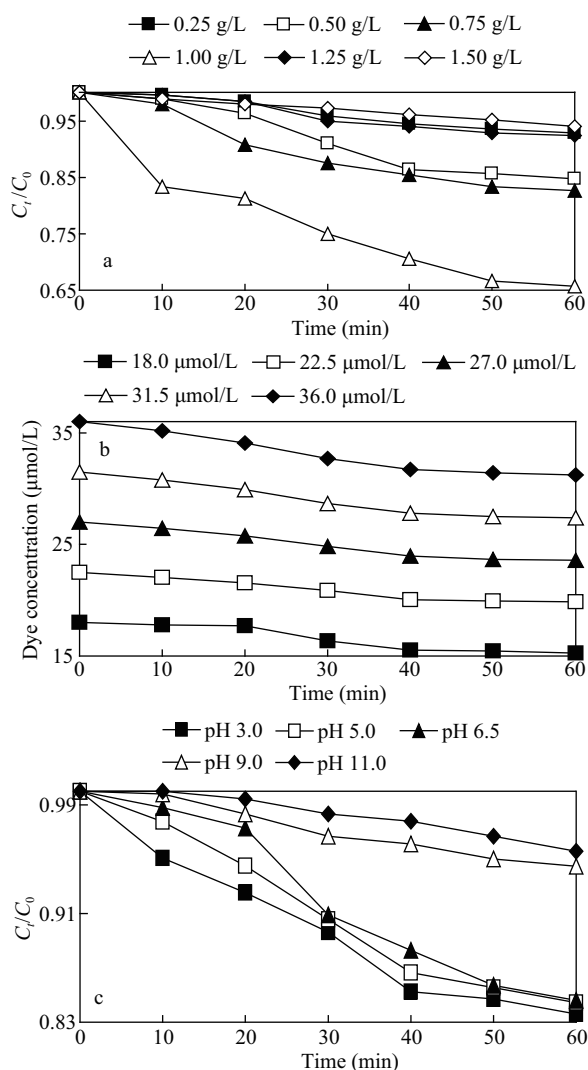 0.25 g/L 0.50 g/L 0.75 g/L
1.00 g/L 1.25 g/L 1.50 g/L
0.95
0.85
0.75
0.65
Ct/C0
a
0 10 20 30 40 50 60
Time (min)
18.0 μmol/L 22.5 μmol/L 27.0 μmol/L
31.5 μmol/L 36.0 μmol/L
35
25
15
Dye concentration (μmol/L)
b
0 10 20 30 40 50 60
Time (min)
pH 3.0 pH 5.0 pH 6.5
pH 9.0 pH 11.0
0.99
0.91
0.83
Ct/C0
c
0 10 20 30 40 50 60
Time (min)